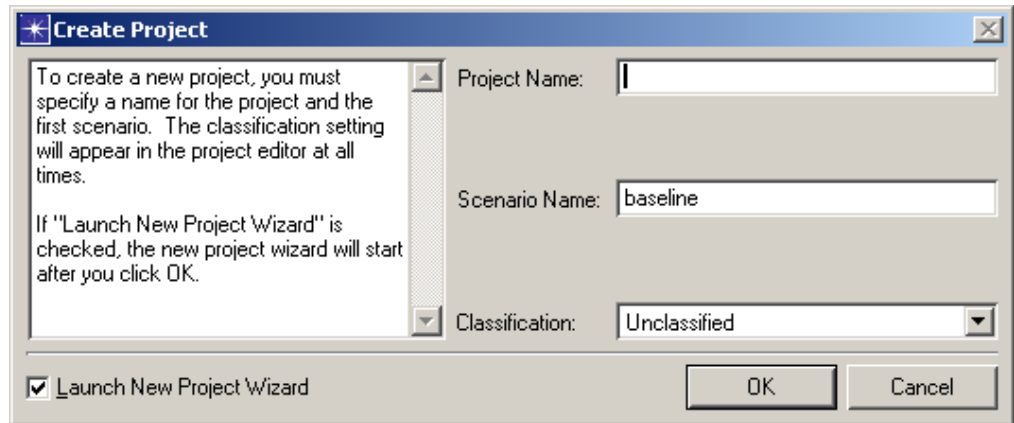 Create Project
To create a new project, you must
specify a name for the project and the
first scenario.  The classification setting
will appear in the project editor at all
times.
If "Launch New Project Wizard" is
checked, the new project wizard will start
after you click OK.
Project Name:
Scenario Name: baseline
Classification: Unclassified
Launch New Project Wizard
OK
Cancel